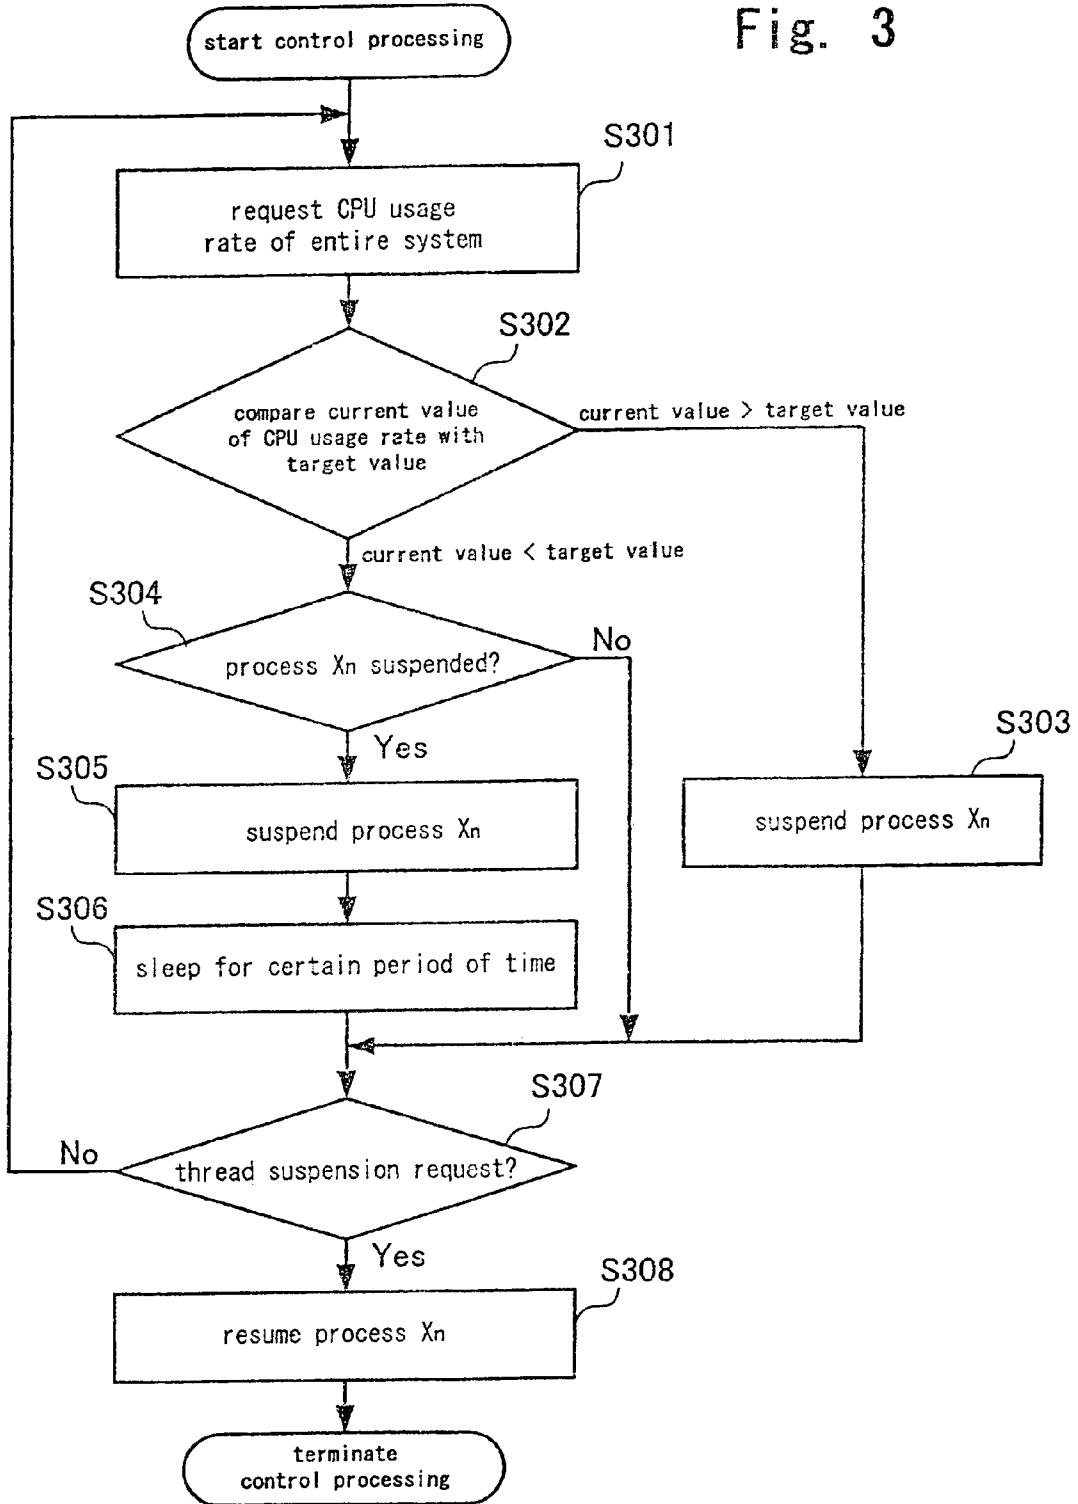 Fig. 3
start control processing
S301
request CPU usage
rate of entire system
S302
compare current value
of CPU usage rate with
target value
current value > target value
current value < target value
S304
process Xn suspended?
No
Yes
S303
suspend process Xn
S305
suspend process Xn
S306
sleep for certain period of time
S307
thread suspension request?
No
Yes
S308
resume process Xn
terminate
control processing